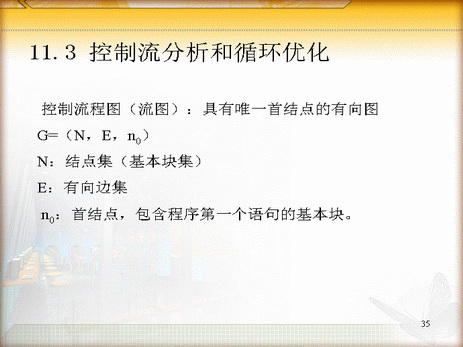 11.3 控制流分析和循环优化
控制流程图（流图）：具有唯一首结点的有向图
G=（N，E，n₀）
N：结点集（基本块集）
E：有向边集
n₀：首结点，包含程序第一个语句的基本块。
35